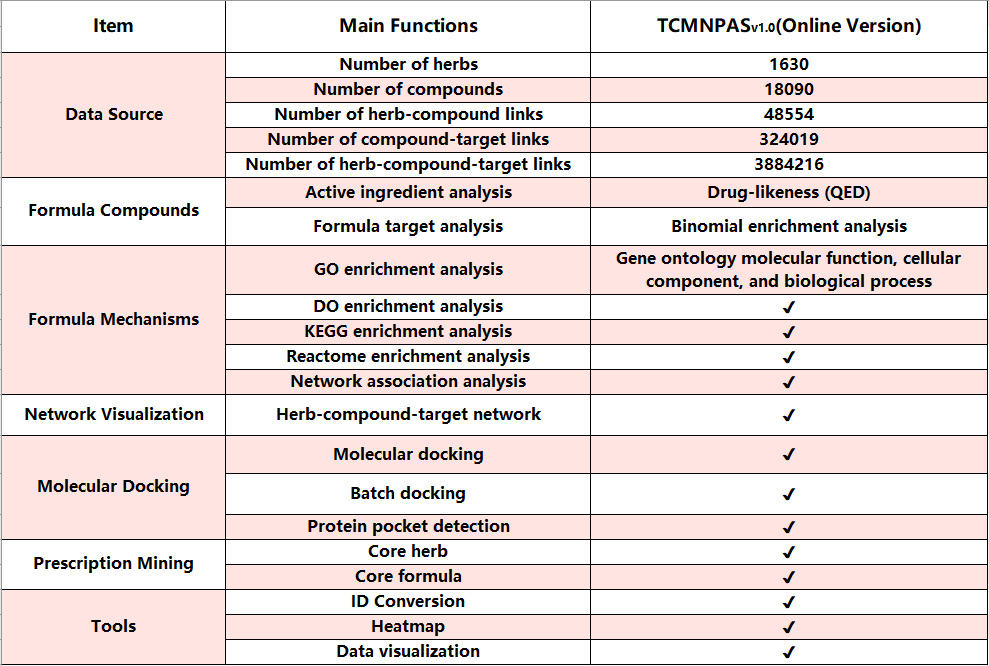 Item
Main Functions
TCMNPASv1.0(Online Version)
Data Source
Number of herbs
1630
Number of compounds
18090
Number of herb-compound links
48554
Number of compound-target links
324019
Number of herb-compound-target links
3884216
Formula Compounds
Active ingredient analysis
Drug-likeness (QED)
Formula target analysis
Binomial enrichment analysis
Formula Mechanisms
GO enrichment analysis
Gene ontology molecular function, cellular
component, and biological process
DO enrichment analysis
✓
KEGG enrichment analysis
✓
Reactome enrichment analysis
✓
Network association analysis
✓
Network Visualization
Herb-compound-target network
✓
Molecular Docking
Molecular docking
✓
Batch docking
✓
Protein pocket detection
✓
Prescription Mining
Core herb
✓
Core formula
✓
Tools
ID Conversion
✓
Heatmap
✓
Data visualization
✓